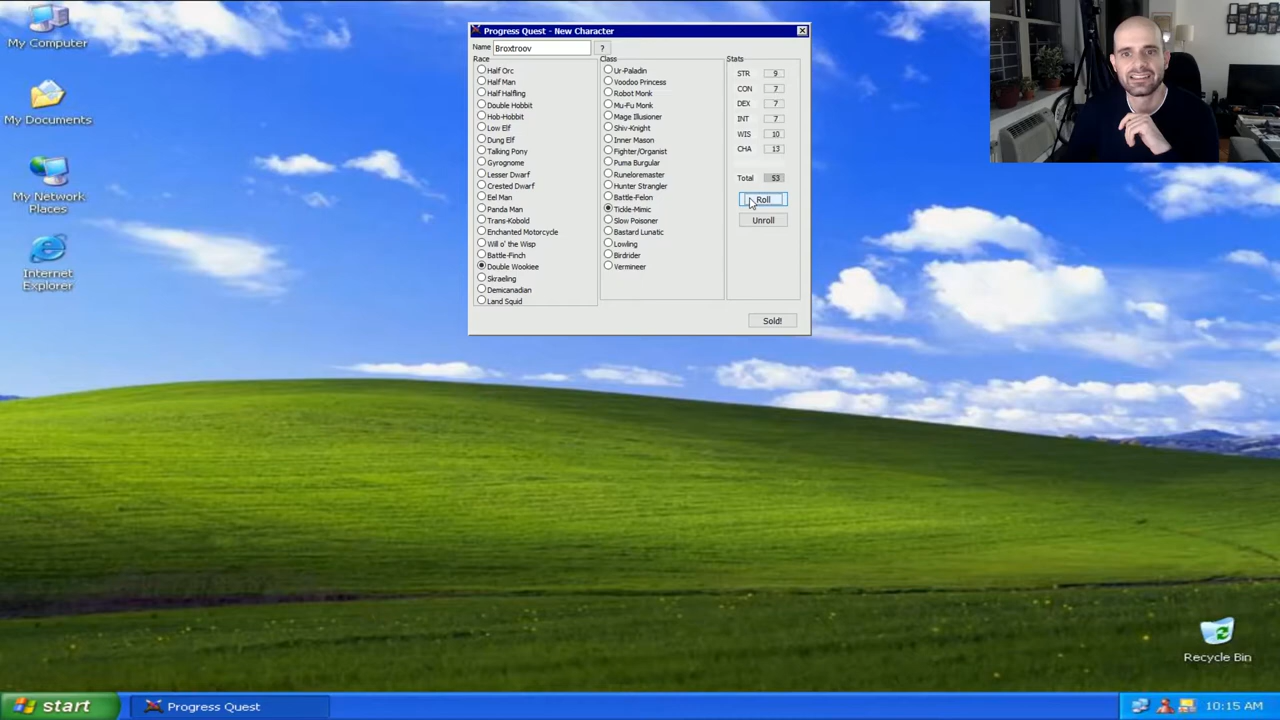 My Computer
My Documents
My Network
Places
Internet
Explorer
Progress Quest - New Character
Name Broxtroov ?
Race
Half Orc
Half Man
Half Halfling
Double Hobbit
Hob-Hobbit
Low Elf
Dung Elf
Talking Pony
Gyrognome
Lesser Dwarf
Crested Dwarf
Eel Man
Panda Man
Trans-Kobold
Enchanted Motorcycle
Will o' the Wisp
Battle-Finch
Double Wookiee
Skraeling
Demicanadian
Land Squid
Class
Ur-Paladin
Voodoo Princess
Robot Monk
Mu-Fu Monk
Mage Illusioner
Shiv-Knight
Inner Mason
Fighter/Organist
Puma Burgular
Runeloremaster
Hunter Strangler
Battle-Felon
Tickle-Mimic
Slow Poisoner
Bastard Lunatic
Lowling
Birdrider
Vermineer
Stats
STR 9
CON 7
DEX 7
INT 7
WIS 10
CHA 13
Total 53
Roll
Unroll
Sold!
Recycle Bin
start
Progress Quest
10:15 AM